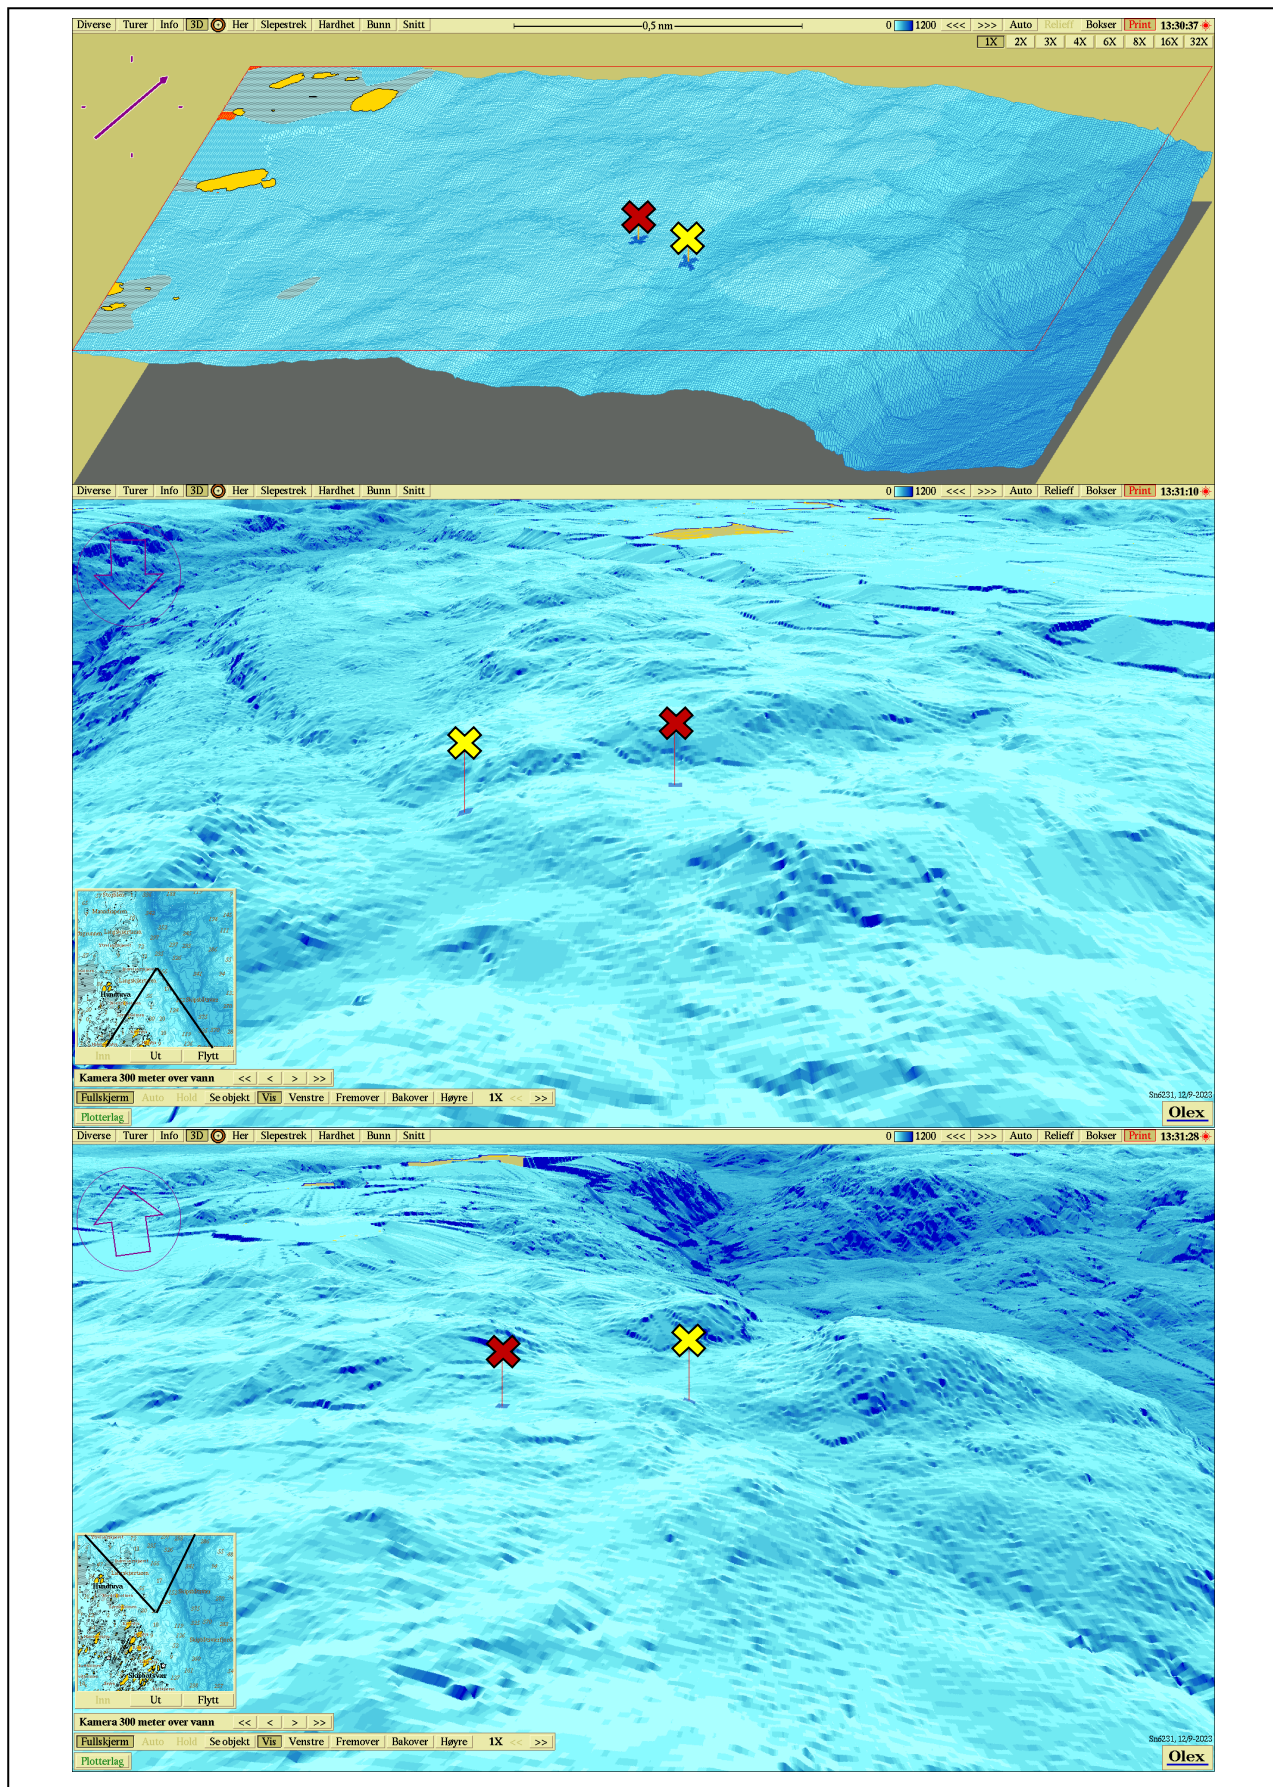 Diverse Turer Info 3D Her Slepestrek Hardhet Bunn Snitt 0,5 nm 0 1200 <<< >>> Auto Relieff Bokser Print 13:30:37
1X 2X 3X 4X 6X 8X 16X 32X
Diverse Turer Info 3D Her Slepestrek Hardhet Bunn Snitt 0 1200 <<< >>> Auto Relieff Bokser Print 13:31:10
Inn Ut Flytt
Kamera 300 meter over vann << < > >>
Fullskjerm Auto Hold Se objekt Vis Venstre Fremover Bakover Høyre 1X << >>
Sn6231, 12/9-2023
Plotterlag
Olex
Diverse Turer Info 3D Her Slepestrek Hardhet Bunn Snitt 0 1200 <<< >>> Auto Relieff Bokser Print 13:31:28
Inn Ut Flytt
Kamera 300 meter over vann << < > >>
Fullskjerm Auto Hold Se objekt Vis Venstre Fremover Bakover Høyre 1X << >>
Sn6231, 12/9-2023
Plotterlag
Olex